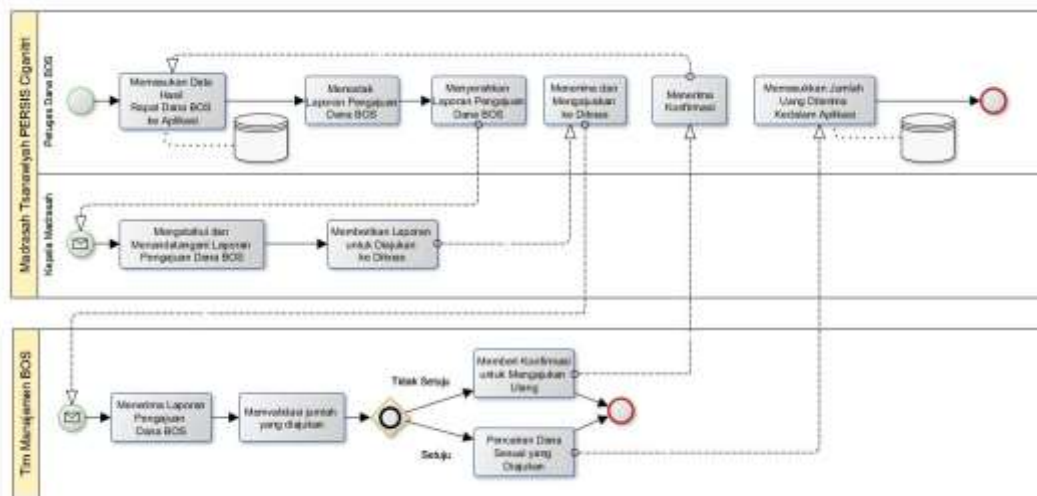 Madrasah Tsanawiyah PERSIS Ciganitri
Petugas Dana BOS
Memasukan Data
Hasil
Rapat Dana BOS
ke Aplikasi
Mencetak
Laporan Pengajuan
Dana BOS
Menyerahkan
Laporan Pengajuan
Dana BOS
Menerima dan
Mengajukan
ke Dinas
Menerima
Konfirmasi
Memasukkan Jumlah
Uang Diterima
Kedalam Aplikasi
Kepala Madrasah
Mengetahui dan
Menandatangani Laporan
Pengajuan Dana BOS
Memberikan Laporan
untuk Diajukan
ke Dinas
Tim Manajemen BOS
Menerima Laporan
Pengajuan
Dana BOS
Memvalidasi jumlah
yang diajukan
Tidak Setuju
Setuju
Memberi Konfirmasi
untuk Mengajukan
Ulang
Pencairan Dana
Sesuai yang
Diajukan